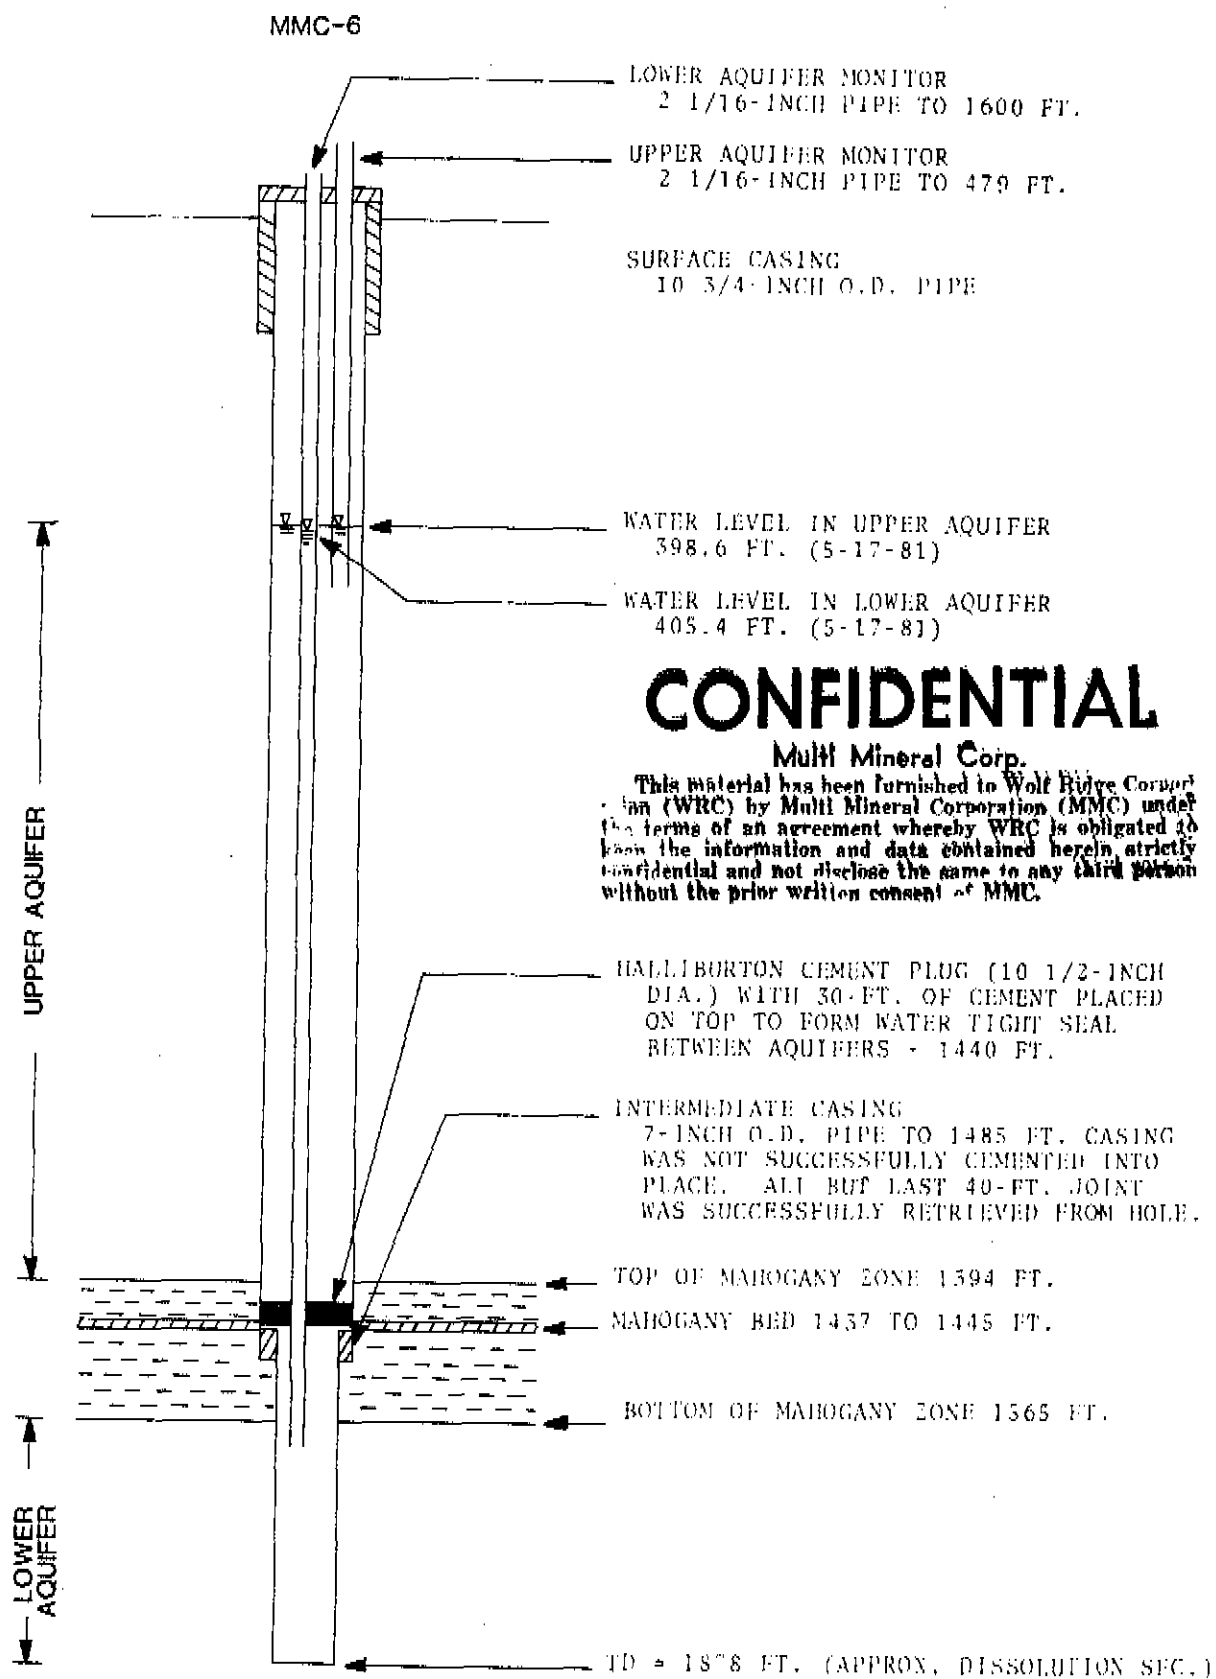 MMC-6
LOWER AQUIFER MONITOR
2 1/16-INCH PIPE TO 1600 FT.
UPPER AQUIFER MONITOR
2 1/16-INCH PIPE TO 479 FT.
SURFACE CASING
10 3/4-INCH O.D. PIPE
WATER LEVEL IN UPPER AQUIFER
398.6 FT. (5-17-81)
WATER LEVEL IN LOWER AQUIFER
405.4 FT. (5-17-81)
CONFIDENTIAL
Multi Mineral Corp.
This material has been furnished to Wolf Ridge
(WRC) by Multi Mineral Corporation (MMC) under
the terms of an agreement whereby WRC is obligated to
keep the information and data contained herein strictly
confidential and not disclose the same to any third person
without the prior written consent of MMC.
UPPER AQUIFER
HALLIBURTON CEMENT PLUG (10 1/2-INCH
DIA.) WITH 30-FT. OF CEMENT PLACED
ON TOP TO FORM WATER TIGHT SEAL
BETWEEN AQUIFERS - 1440 FT.
INTERMEDIATE CASING
7-INCH O.D. PIPE TO 1485 FT. CASING
WAS NOT SUCCESSFULLY CEMENTED INTO
PLACE. ALL BUT LAST 40-FT. JOINT
WAS SUCCESSFULLY RETRIEVED FROM HOLE.
TOP OF MAHOGANY ZONE 1394 FT.
MAHOGANY BED 1437 TO 1445 FT.
BOTTOM OF MAHOGANY ZONE 1565 FT.
LOWER
AQUIFER
TD = FT. (APPROX. DISSOLUTION SFC.)